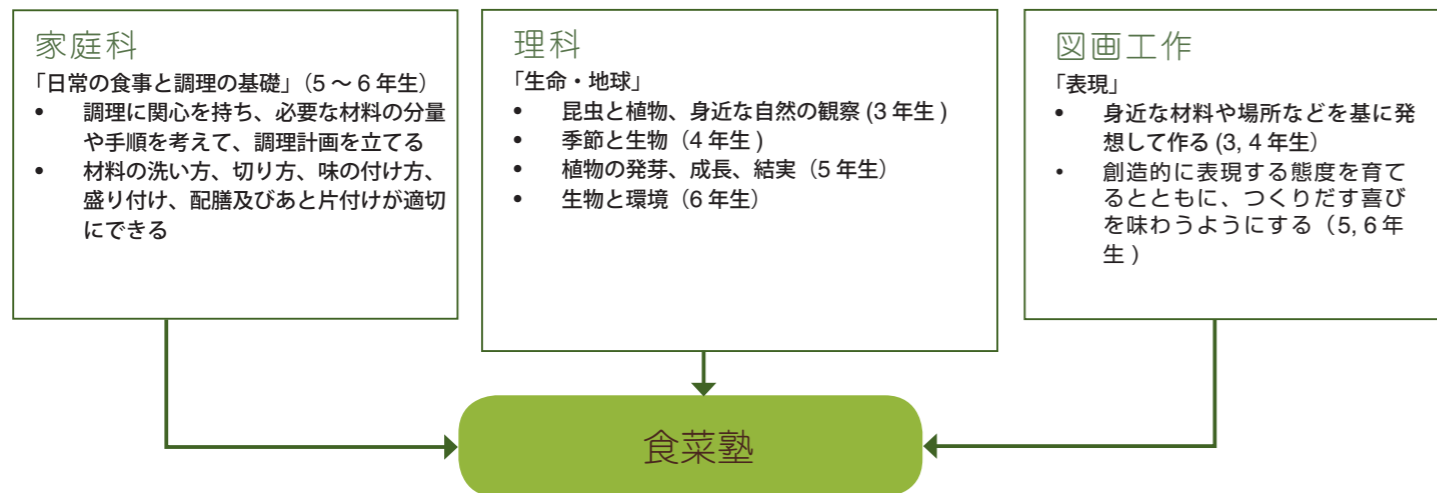 家庭科
「日常の食事と調理の基礎」（5 ～ 6 年生）
• 調理に関心を持ち、必要な材料の分量
や手順を考えて、調理計画を立てる
• 材料の洗い方、切り方、味の付け方、
盛り付け、配膳及びあと片付けが適切
にできる
理科
「生命・地球」
• 昆虫と植物、身近な自然の観察 (3 年生 )
• 季節と生物（4 年生 )
• 植物の発芽、成長、結実（5 年生）
• 生物と環境（6 年生）
図画工作
「表現」
• 身近な材料や場所などを基に発
想して作る (3, 4 年生）
• 創造的に表現する態度を育て
るとともに、つくりだす喜び
を味わうようにする（5, 6 年
生 )
食菜塾